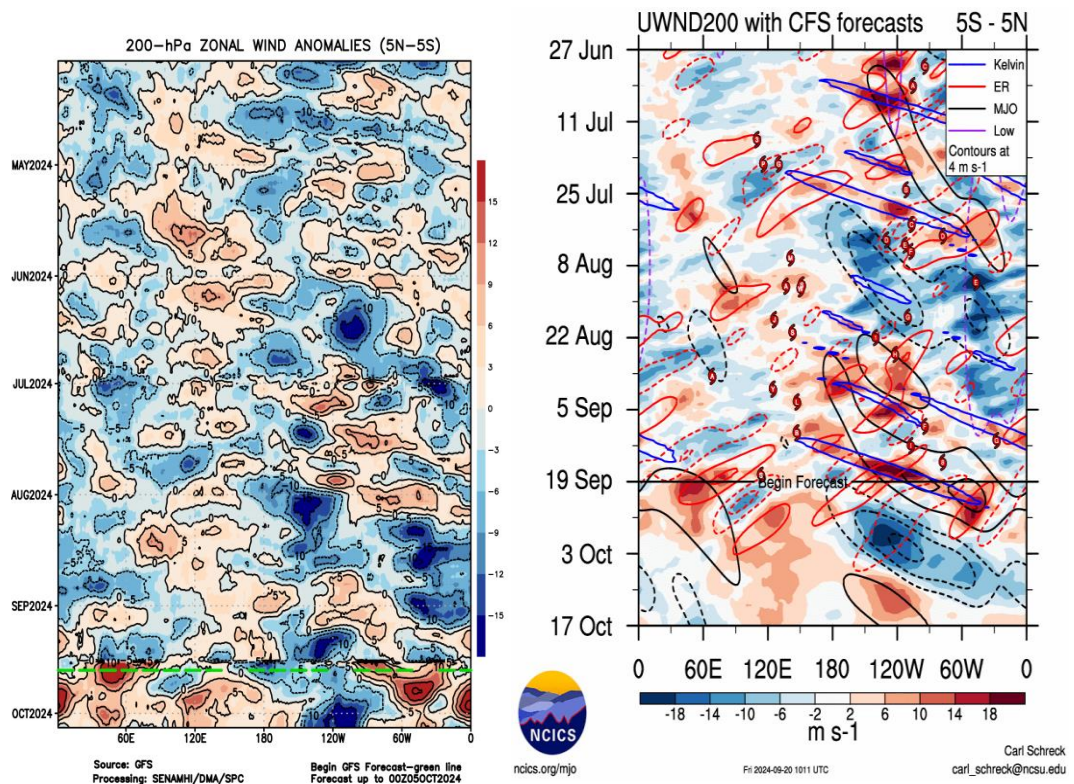 200-hPa ZONAL WIND ANOMALIES (5N-5S)
MAY2024
JUN2024
JUL2024
AUG2024
SEP2024
OCT2024
60E 120E 180 120W 60W 0
15
12
9
6
3
0
-3
-6
-9
-12
-15
Source: GFS
Processing: SENAMHI/DMA/SPC
Begin GFS Forecast-green line
Forecast up to 00Z05OCT2024
UWND200 with CFS forecasts 5S - 5N
Kelvin
ER
MJO
Low
Contours at
4 m s-1
27 Jun
11 Jul
25 Jul
8 Aug
22 Aug
5 Sep
19 Sep
Begin Forecast
3 Oct
17 Oct
0 60E 120E 180 120W 60W 0
-18 -14 -10 -6 -2 2 6 10 14 18
m s-1
NCICS
ncics.org/mjo
Fri 2024-09-20 1011 UTC
Carl Schreck
carl_schreck@ncsu.edu